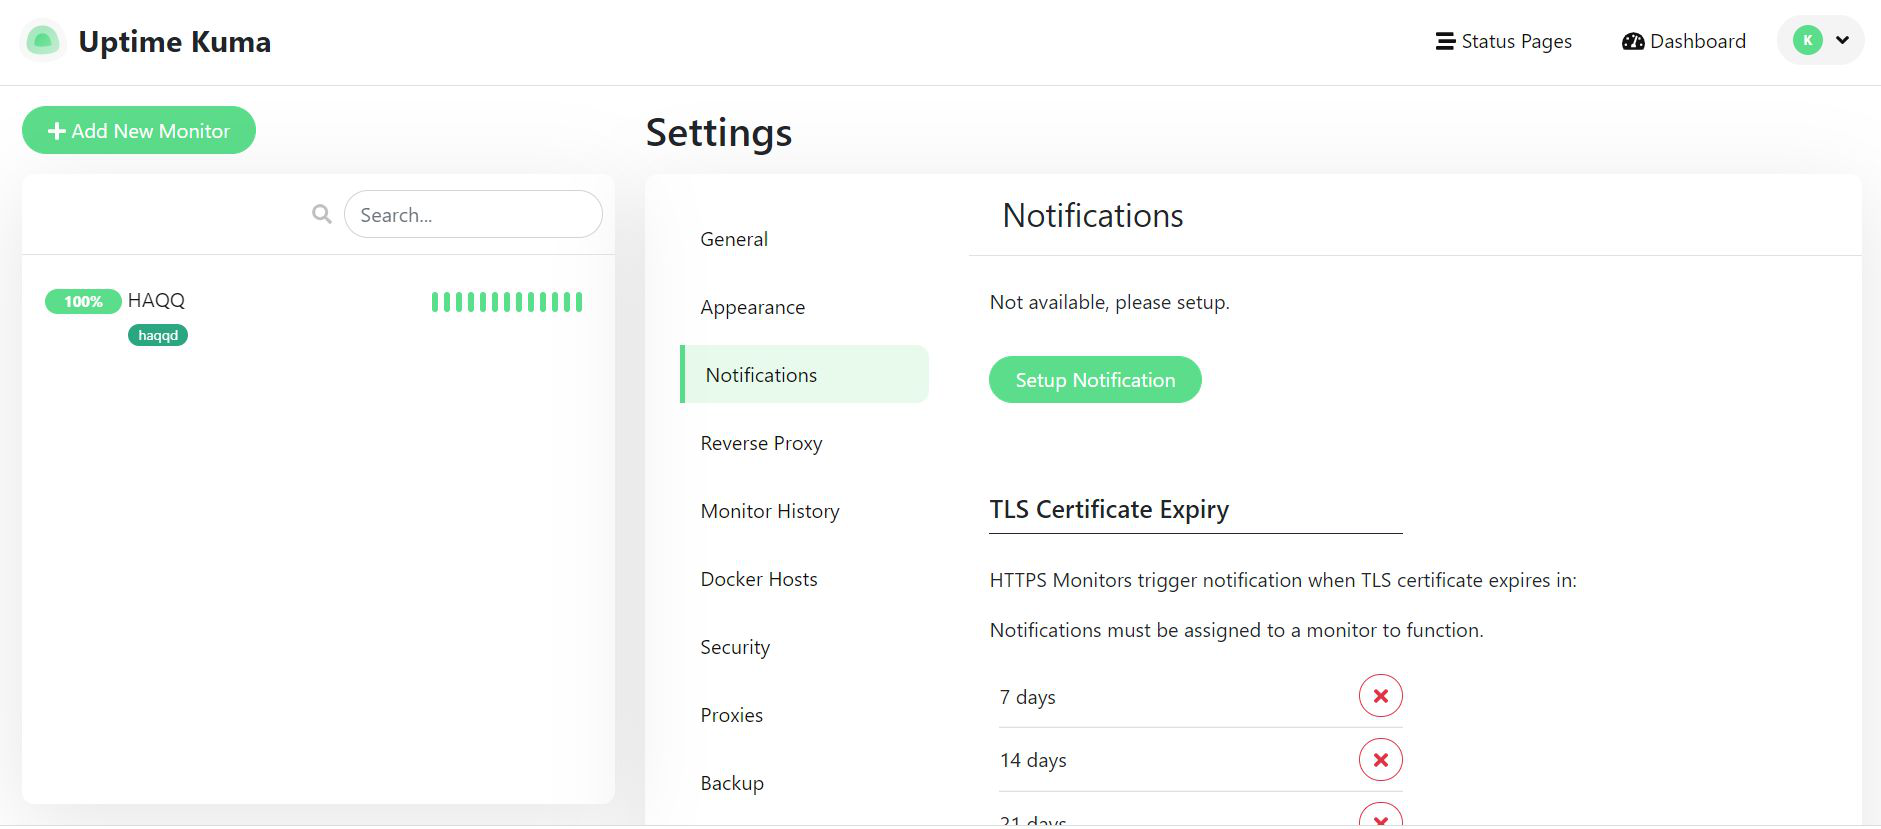 Uptime Kuma
Status Pages
Dashboard
K
Add New Monitor
Search...
100% HAQQ
haqqd
Settings
General
Appearance
Notifications
Reverse Proxy
Monitor History
Docker Hosts
Security
Proxies
Backup
Notifications
Not available, please setup.
Setup Notification
TLS Certificate Expiry
HTTPS Monitors trigger notification when TLS certificate expires in:
Notifications must be assigned to a monitor to function.
7 days
14 days
21 days